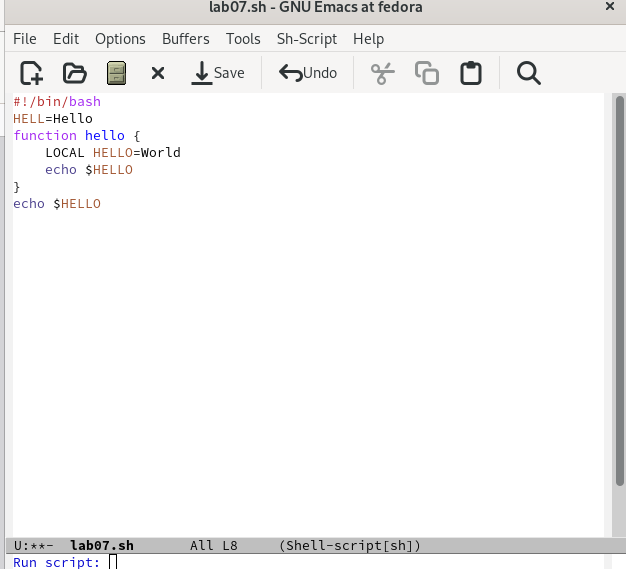 lab07.sh - GNU Emacs at fedora
File Edit Options Buffers Tools Sh-Script Help
Save Undo
#!/bin/bash
HELL=Hello
function hello {
    LOCAL HELLO=World
    echo $HELLO
}
echo $HELLO
U:**- lab07.sh All L8 (Shell-script[sh])
Run script: